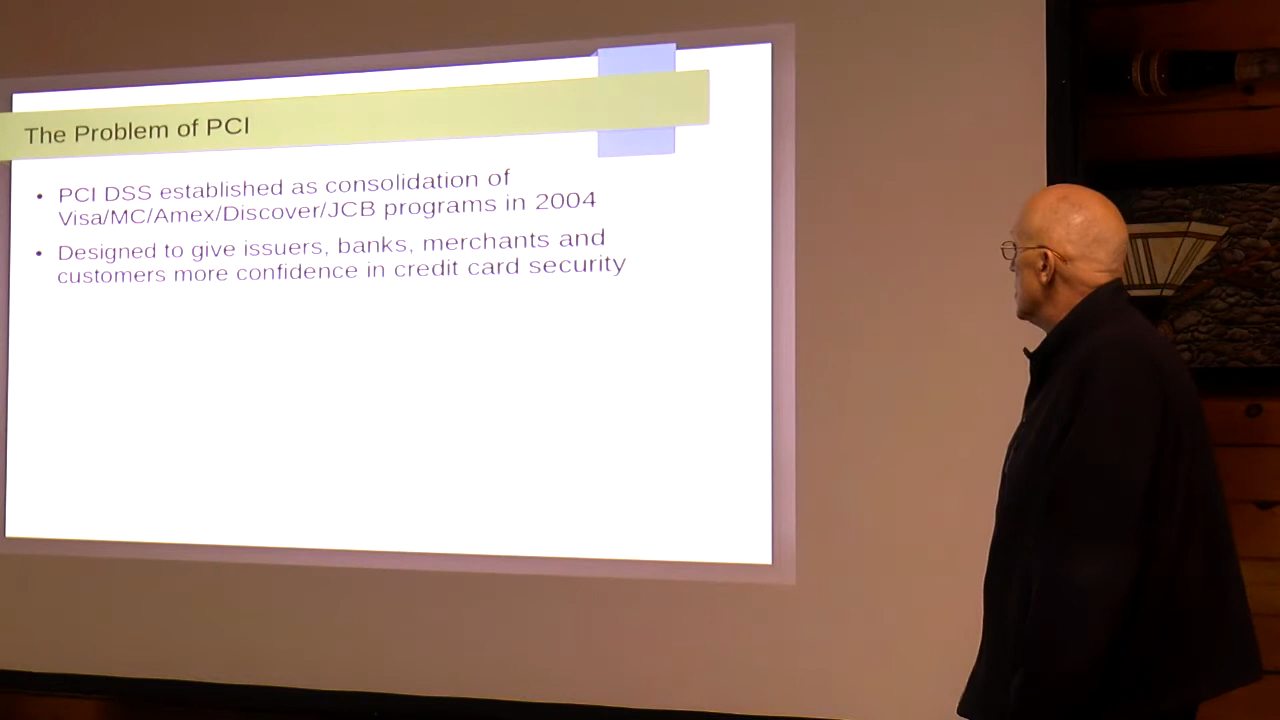 The Problem of PCI
• PCI DSS established as consolidation of
Visa/MC/Amex/Discover/JCB programs in 2004
• Designed to give issuers, banks, merchants and
customers more confidence in credit card security